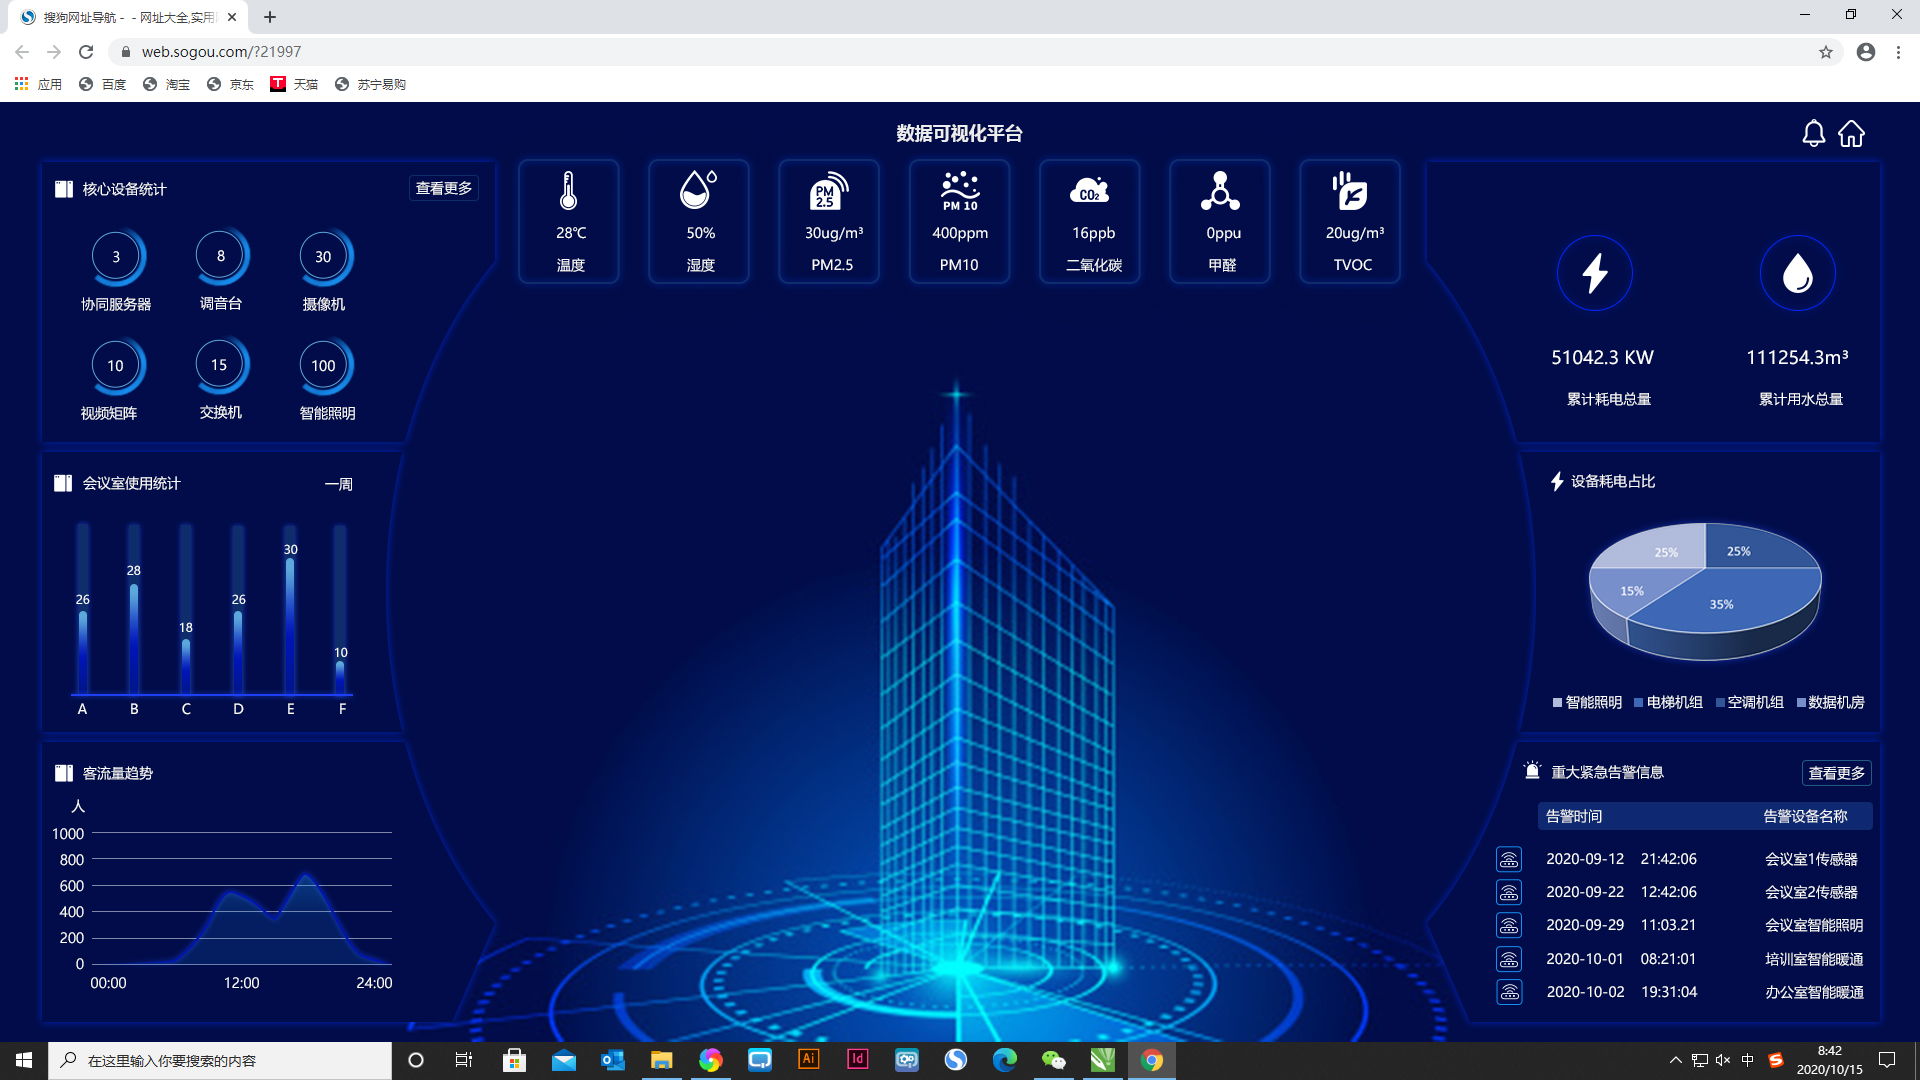 搜狗网址导航 - - 网址大全,实用
web.sogou.com/?21997
应用 百度 淘宝 京东 天猫 苏宁易购
数据可视化平台
核心设备统计 查看更多
3 8 30
协同服务器 调音台 摄像机
10 15 100
视频矩阵 交换机 智能照明
PM 2.5 PM 10 CO₂
28℃ 50% 30ug/m³ 400ppm 16ppb 0ppu 20ug/m³
温度 湿度 PM2.5 PM10 二氧化碳 甲醛 TVOC
51042.3 KW 111254.3m³
累计耗电总量 累计用水总量
会议室使用统计 一周
26 28 18 26 30 10
A B C D E F
设备耗电占比
25% 25%
15% 35%
智能照明 电梯机组 空调机组 数据机房
客流量趋势
人
1000
800
600
400
200
0
00:00 12:00 24:00
重大紧急告警信息 查看更多
告警时间 告警设备名称
2020-09-12 21:42:06 会议室1传感器
2020-09-22 12:42:06 会议室2传感器
2020-09-29 11:03.21 会议室智能照明
2020-10-01 08:21:01 培训室智能暖通
2020-10-02 19:31:04 办公室智能暖通
在这里输入你要搜索的内容
Ai Id
中
8:42
2020/10/15